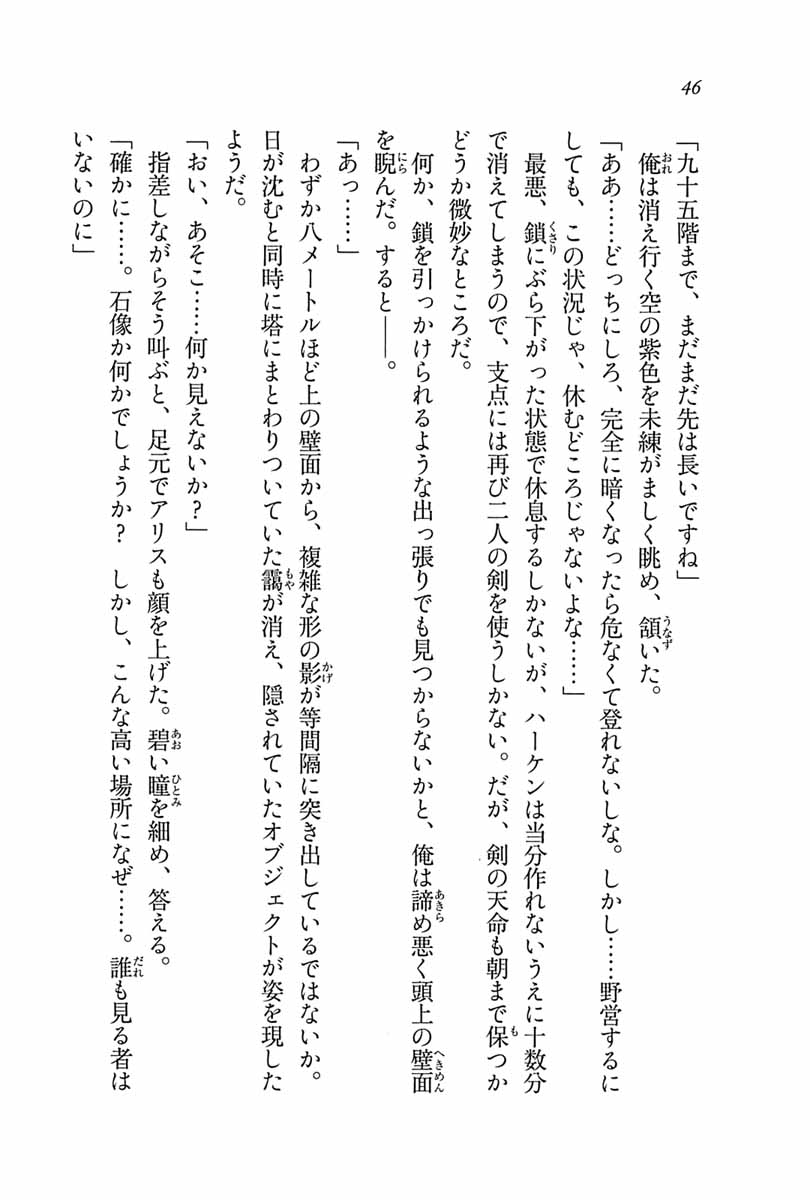 46
「九十五階まで、まだまだ先は長いですね」
俺は消え行く空の紫色を未練がましく眺め、頷いた。
「ああ……どっちにしろ、完全に暗くなったら危なくて登れないしな。しかし……野営するに
しても、この状況じゃ、休むどころじゃないよな……」
最悪、鎖にぶら下がった状態で休息するしかないが、ハーケンは当分作れないうえに十数分
で消えてしまうので、支点には再び二人の剣を使うしかない。だが、剣の天命も朝まで保つか
どうか微妙なところだ。
何か、鎖を引っかけられるような出っ張りでも見つからないかと、俺は諦め悪く頭上の壁面
を睨んだ。すると――。
「あっ……」
わずか八メートルほど上の壁面から、複雑な形の影が等間隔に突き出しているではないか。
日が沈むと同時に塔にまとわりついていた靄が消え、隠されていたオブジェクトが姿を現した
ようだ。
「おい、あそこ……何か見えないか？」
指差しながらそう叫ぶと、足元でアリスも顔を上げた。碧い瞳を細め、答える。
「確かに……。石像か何かでしょうか？　しかし、こんな高い場所になぜ……。誰も見る者は
いないのに」